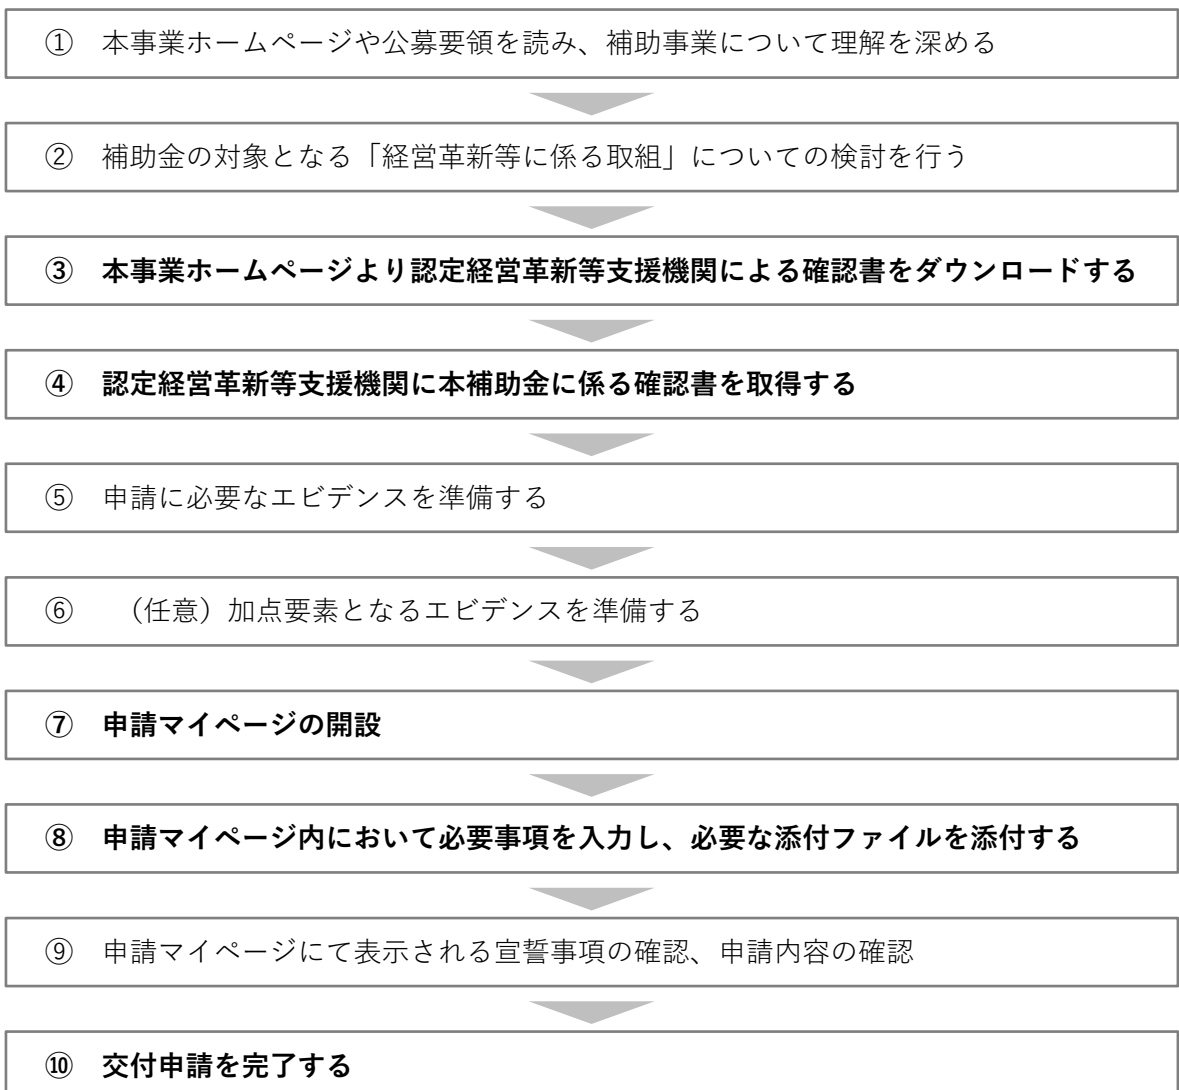 ① 本事業ホームページや公募要領を読み、補助事業について理解を深める
② 補助金の対象となる「経営革新等に係る取組」についての検討を行う
③ 本事業ホームページより認定経営革新等支援機関による確認書をダウンロードする
④ 認定経営革新等支援機関に本補助金に係る確認書を取得する
⑤ 申請に必要なエビデンスを準備する
⑥ （任意）加点要素となるエビデンスを準備する
⑦ 申請マイページの開設
⑧ 申請マイページ内において必要事項を入力し、必要な添付ファイルを添付する
⑨ 申請マイページにて表示される宣誓事項の確認、申請内容の確認
⑩ 交付申請を完了する